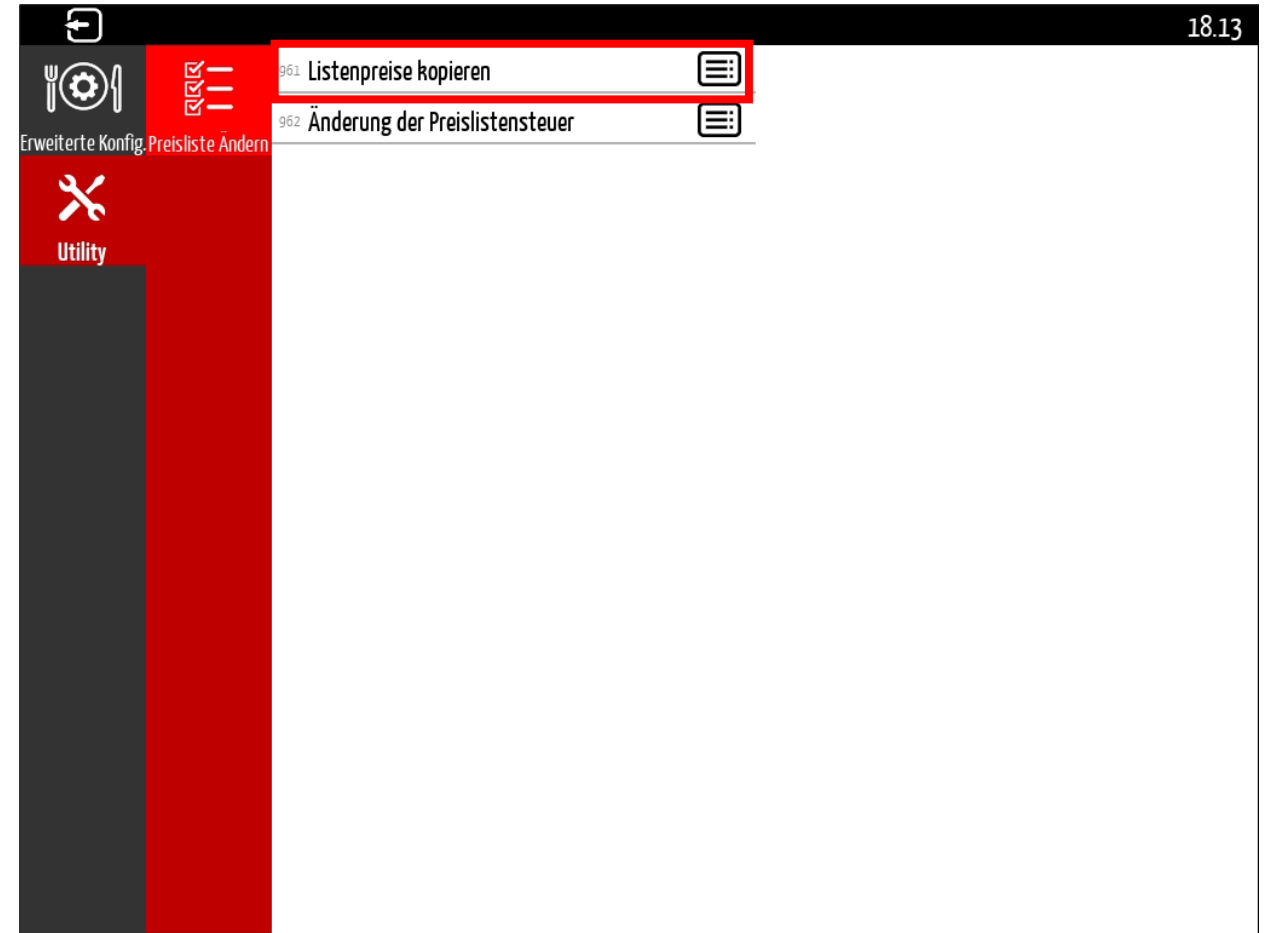 18.13
Erweiterte Konfig.
Preisliste Ändern
Utility
961 Listenpreise kopieren
962 Änderung der Preislistensteuer